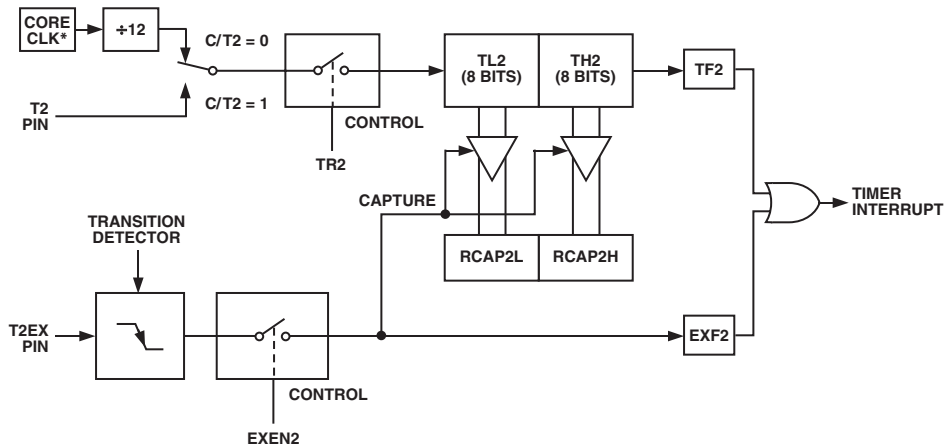 CORE
CLK*
÷12
C/T2 = 0
C/T2 = 1
T2
PIN
CONTROL
TR2
TL2
(8 BITS)
TH2
(8 BITS)
TF2
CAPTURE
RCAP2L
RCAP2H
TIMER
INTERRUPT
TRANSITION
DETECTOR
T2EX
PIN
CONTROL
EXEN2
EXF2